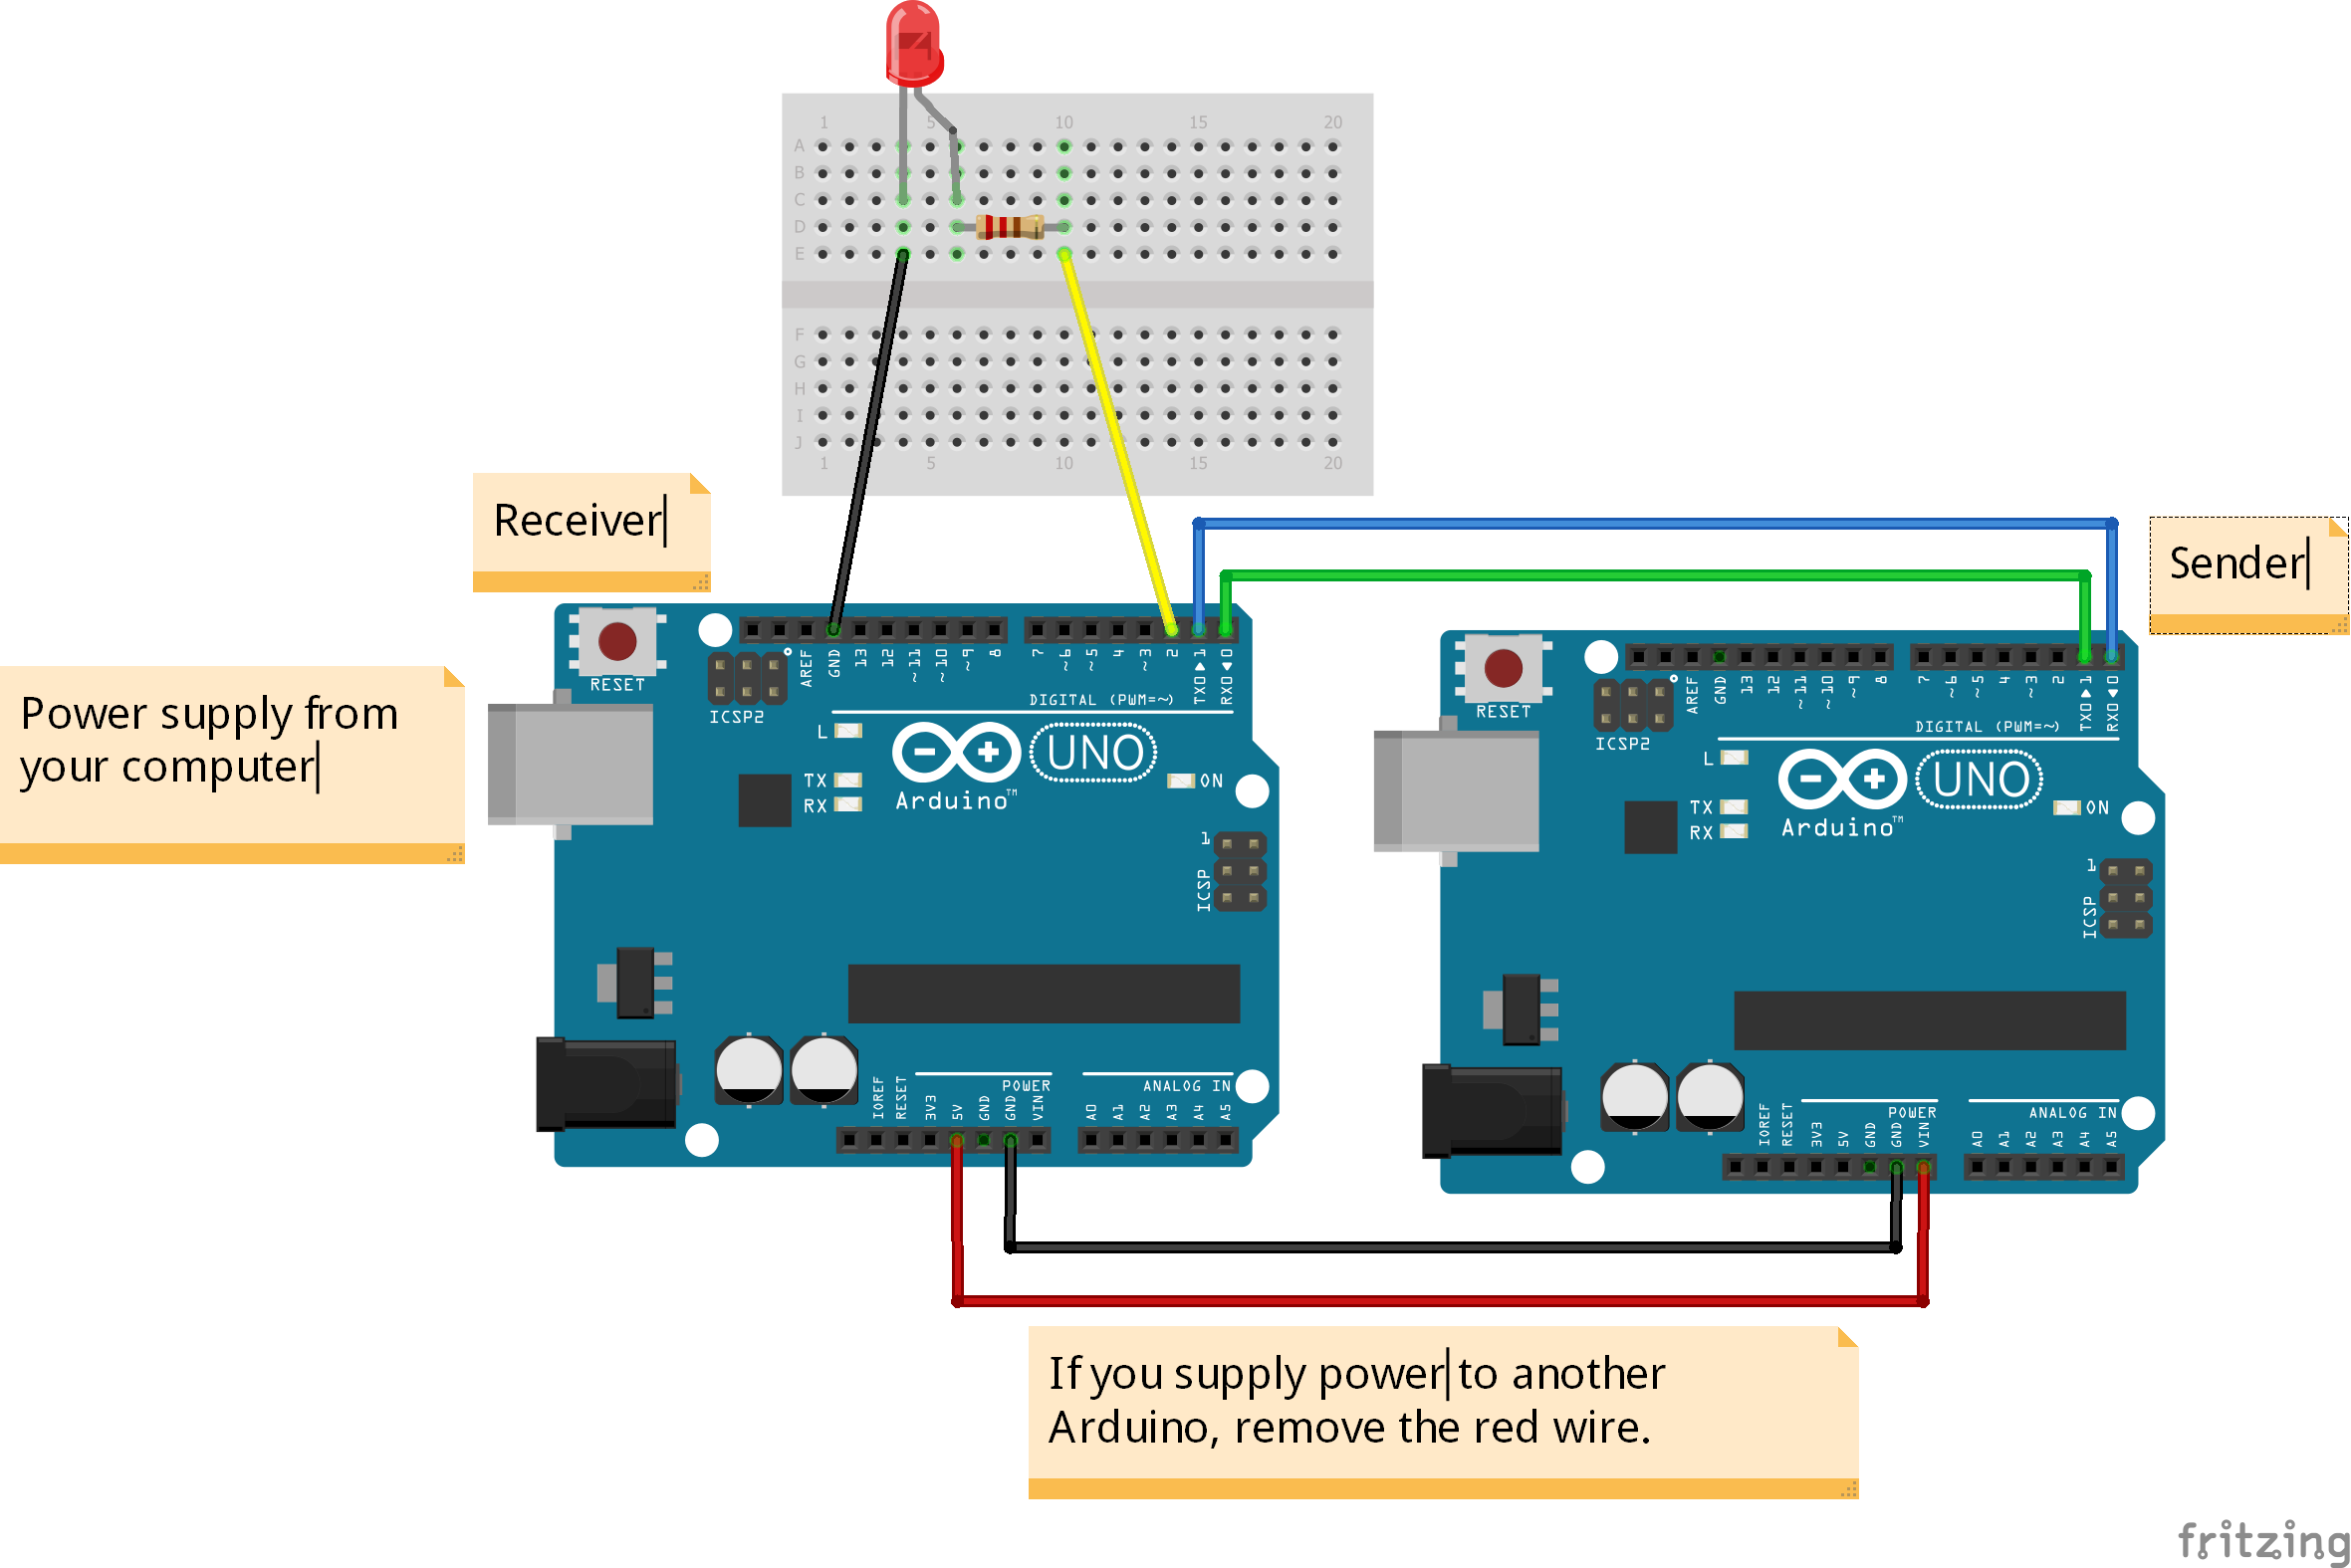 1 5 10 15 20
A
B
C
D
E
F
G
H
I
J
1 5 10 15 20
Receiver
Sender
Power supply from
your computer
RESET
ICSP2
AREF
GND
13
12
~11
~10
~9
8
7
~6
~5
4
~3
2
TX0▶1
RX0◀0
DIGITAL (PWM=~)
L
TX
RX
Arduino™
UNO
ON
1
ICSP
IOREF
RESET
3V3
5V
GND
GND
VIN
POWER
ANALOG IN
A0
A1
A2
A3
A4
A5
RESET
ICSP2
AREF
GND
13
12
~11
~10
~9
8
7
~6
~5
4
~3
2
TX0▶1
RX0◀0
DIGITAL (PWM=~)
L
TX
RX
Arduino™
UNO
ON
1
ICSP
IOREF
RESET
3V3
5V
GND
GND
VIN
POWER
ANALOG IN
A0
A1
A2
A3
A4
A5
If you supply power to another
Arduino, remove the red wire.
fritzing